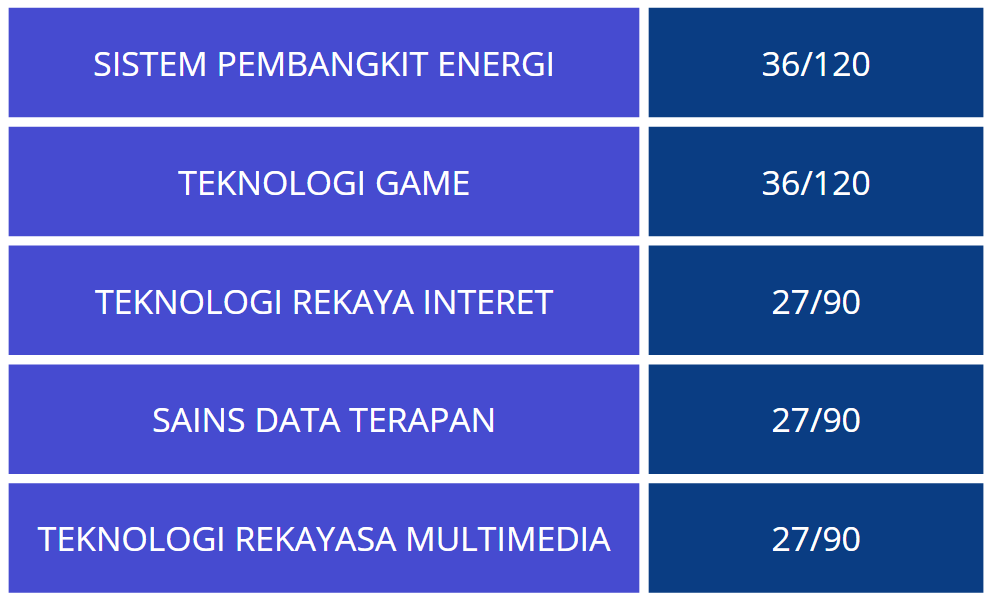 SISTEM PEMBANGKIT ENERGI 36/120
TEKNOLOGI GAME 36/120
TEKNOLOGI REKAYA INTERET 27/90
SAINS DATA TERAPAN 27/90
TEKNOLOGI REKAYASA MULTIMEDIA 27/90